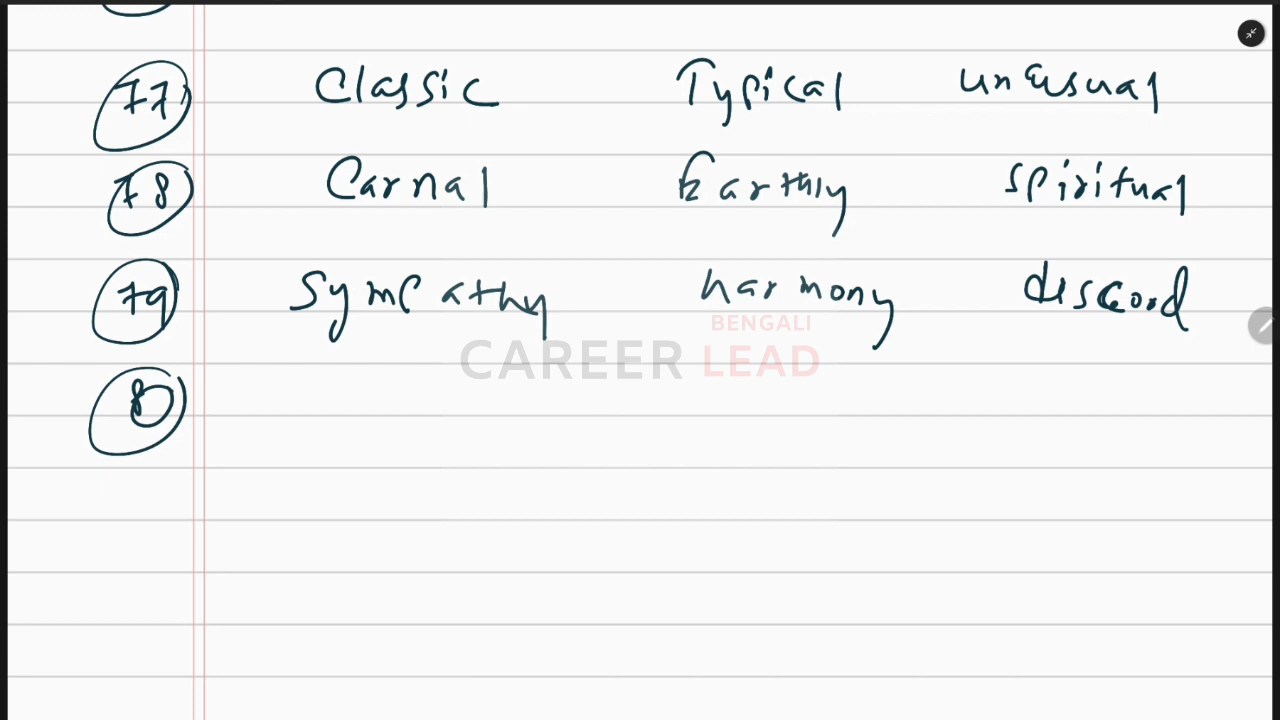 77 Classic Typical unusual
78 Carnal Earthly spiritual
79 Sympathy harmony discord
BENGALI
CAREER LEAD
80